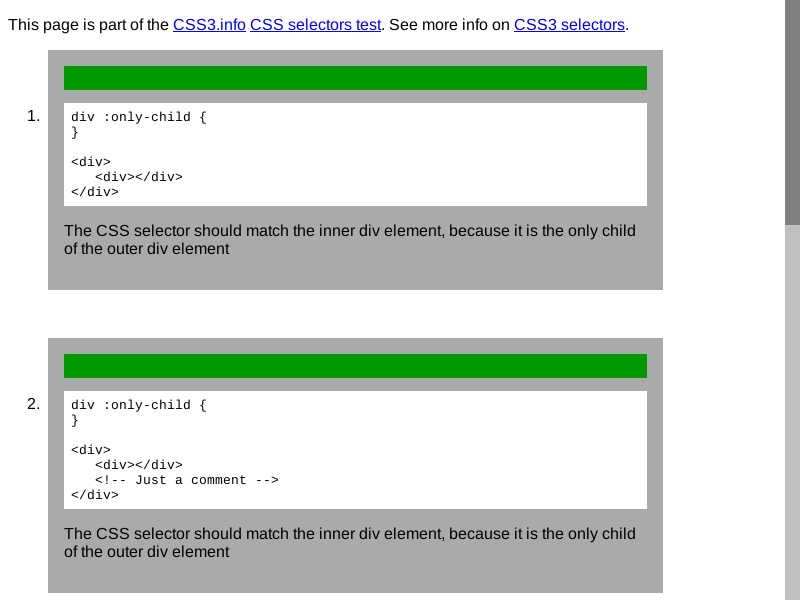 This page is part of the CSS3.info CSS selectors test. See more info on CSS3 selectors.
1.
div :only-child {
}

<div>
   <div></div>
</div>
The CSS selector should match the inner div element, because it is the only child
of the outer div element
2.
div :only-child {
}

<div>
   <div></div>
   <!-- Just a comment -->
</div>
The CSS selector should match the inner div element, because it is the only child
of the outer div element